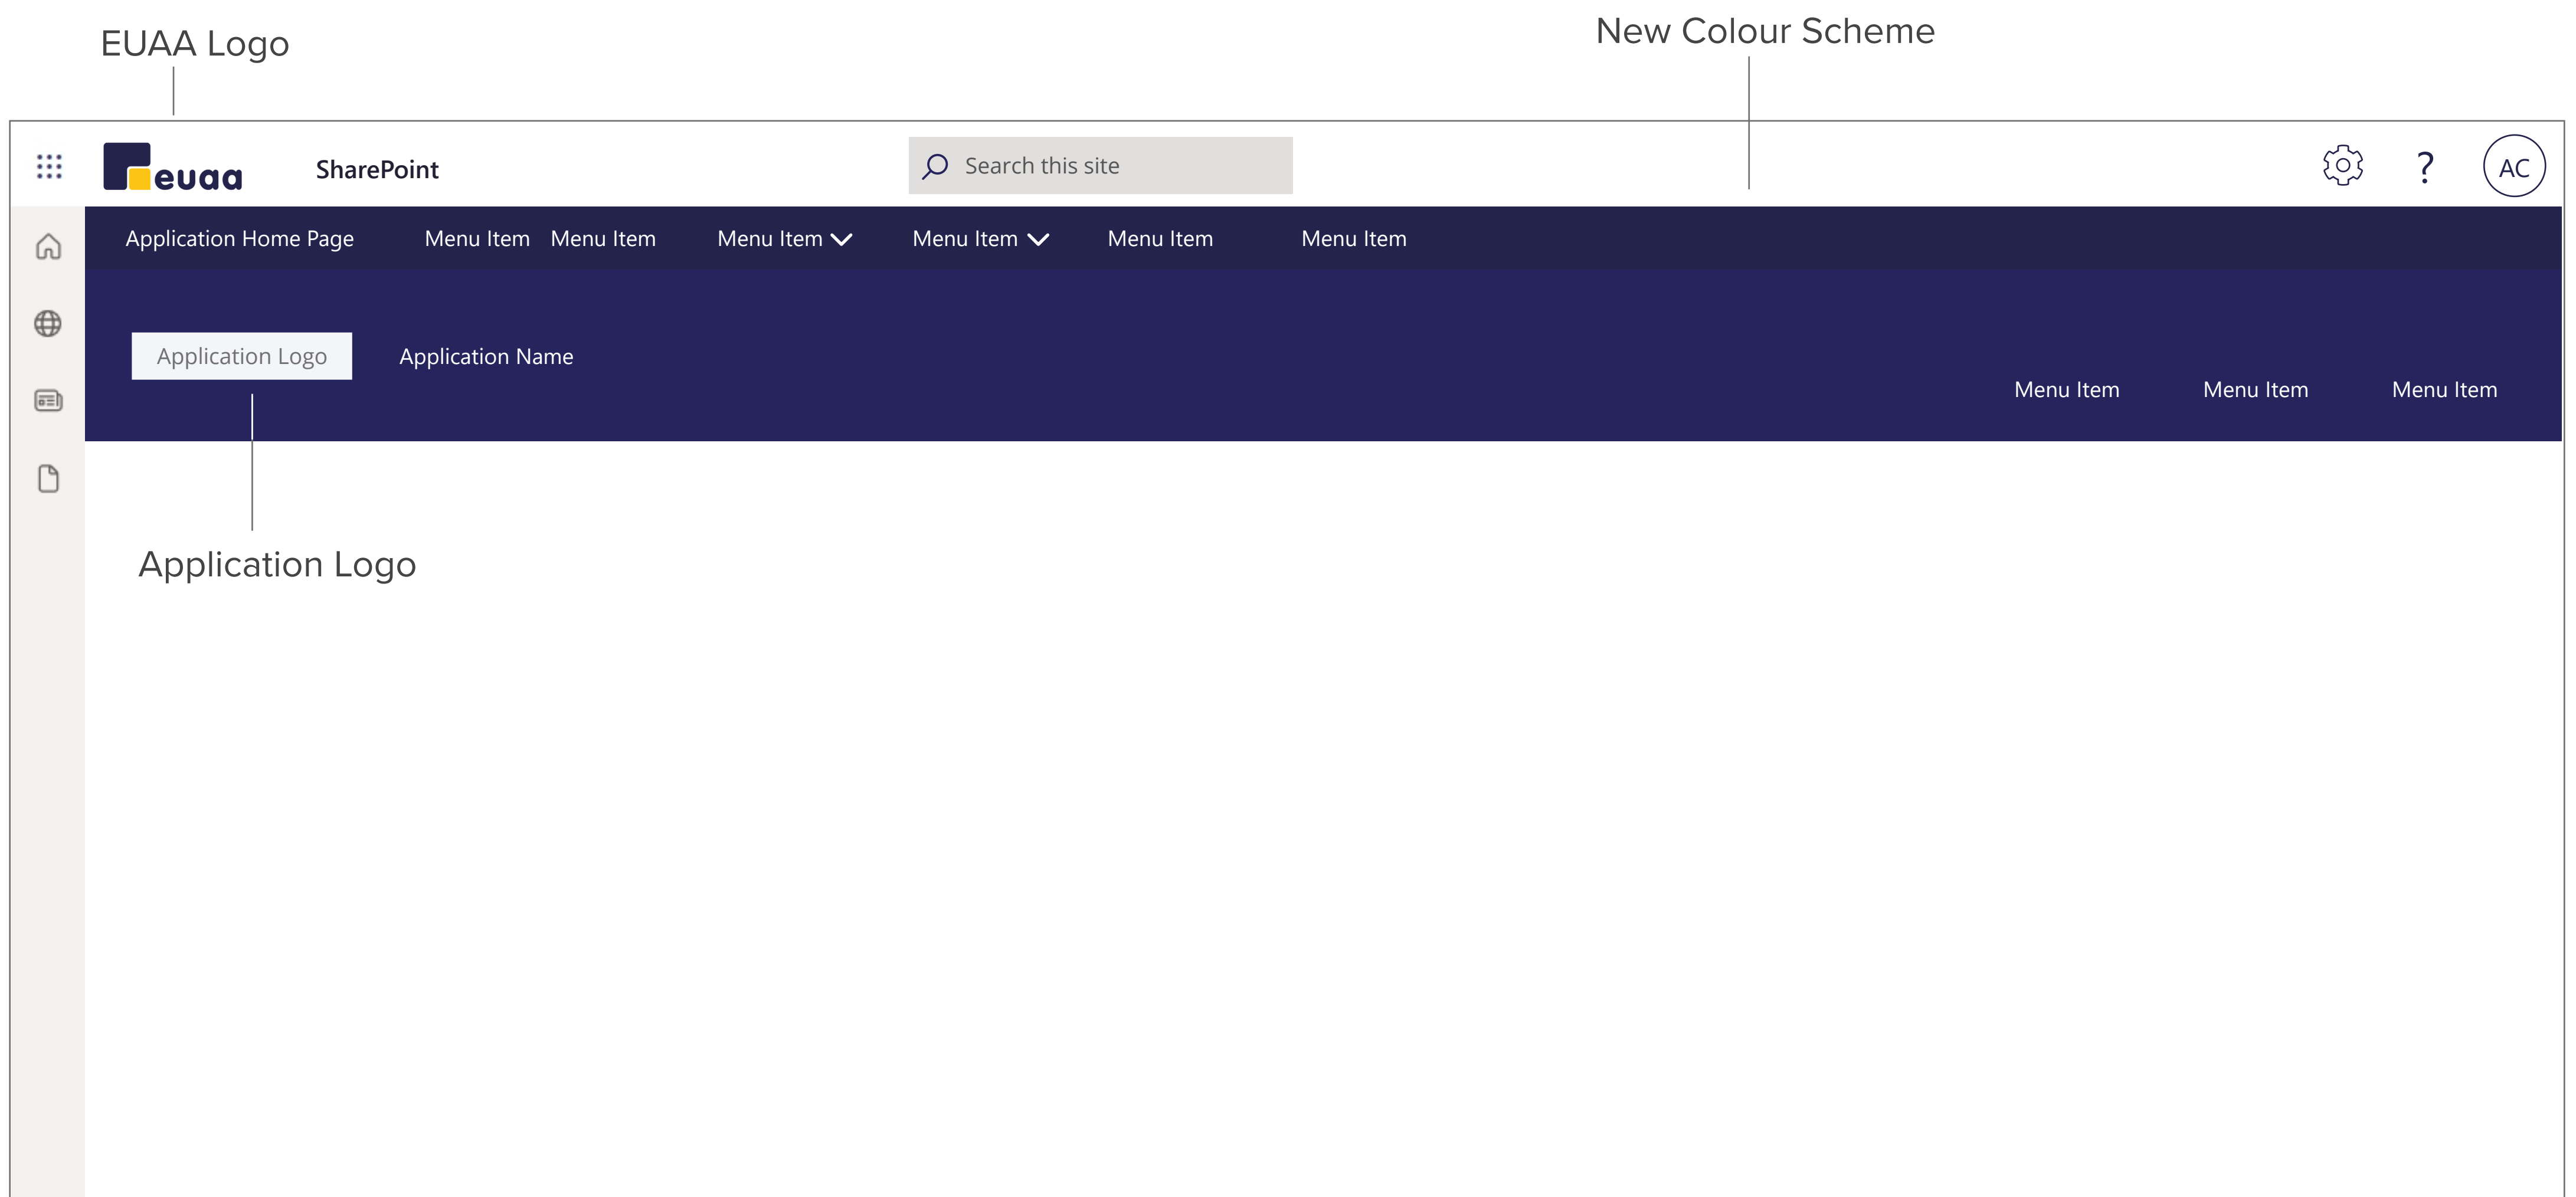 EUAA Logo
New Colour Scheme
euaa
SharePoint
Search this site
?
AC
Application Home Page
Menu Item
Menu Item
Menu Item
Menu Item
Menu Item
Menu Item
Application Logo
Application Name
Menu Item
Menu Item
Menu Item
Application Logo